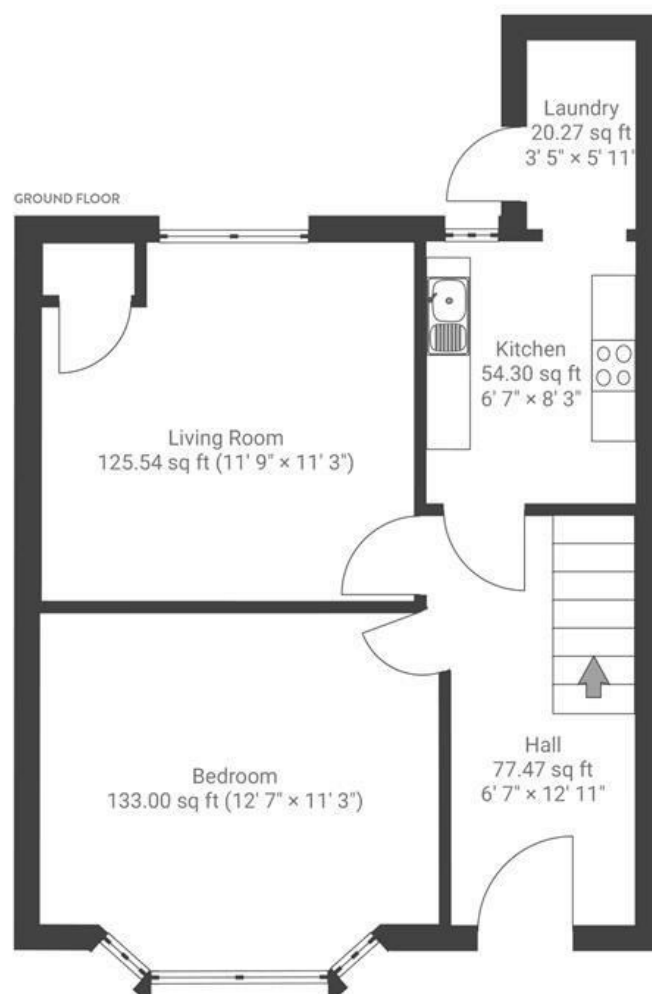 Laundry
20.27 sq ft
3' 5" × 5' 11"
GROUND FLOOR
Kitchen
54.30 sq ft
6' 7" × 8' 3"
Living Room
125.54 sq ft (11' 9" × 11' 3")
Hall
77.47 sq ft
6' 7" × 12' 11"
Bedroom
133.00 sq ft (12' 7" × 11' 3")